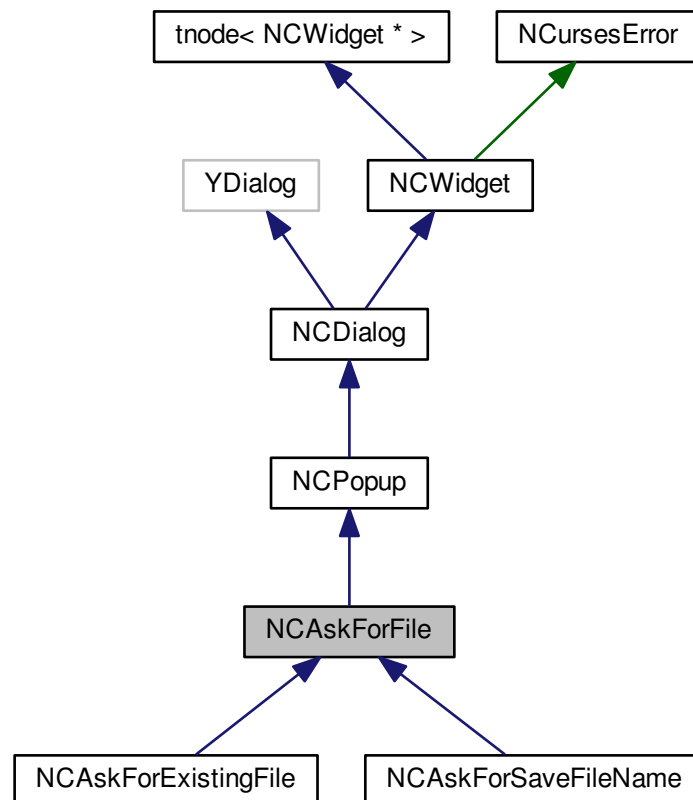 tnode< NCWidget * >
NCursesError
YDialog
NCWidget
NCDialog
NCPopup
NCAskForFile
NCAskForExistingFile
NCAskForSaveFileName